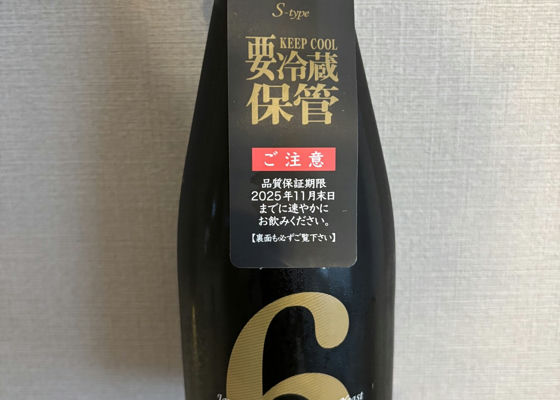 S-type
KEEP COOL
要冷蔵
保管
ご注意
品質保証期限
2025年11月末日
までに速やかに
お飲みください。
【裏面も必ずご覧下さい】
6